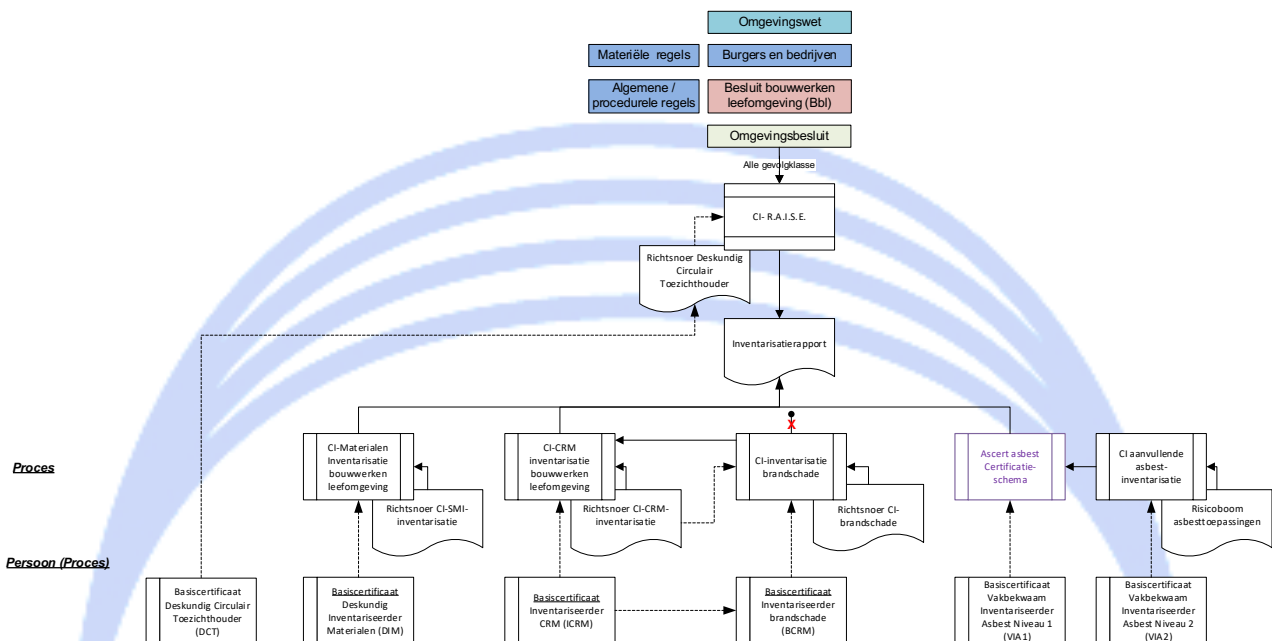 Omgevingswet
Materiële regels
Burgers en bedrijven
Algemene /
procedurele regels
Besluit bouwwerken
leefomgeving (Bbl)
Omgevingsbesluit
Alle gevolgklasse
CI- R.A.I.S.E.
Richtsnoer Deskundig
Circulair
Toezichthouder
Inventarisatierapport
Proces
CI-Materialen
Inventarisatie
bouwwerken
leefomgeving
CI-CRM
inventarisatie
bouwwerken
leefomgeving
X
CI-inventarisatie
brandschade
Ascert asbest
Certificatie-
schema
CI aanvullende
asbest-
inventarisatie
Richtsnoer CI-SMI-
inventarisatie
Richtsnoer CI-CRM-
inventarisatie
Richtsnoer CI-
brandschade
Risicoboom
asbesttoepassingen
Persoon (Proces)
Basiscertificaat
Deskundig Circulair
Toezichthouder
(DCT)
Basiscertificaat
Deskundig
Inventariseerder
Materialen (DIM)
Basiscertificaat
Inventariseerder
CRM (ICRM)
Basiscertificaat
Inventariseerder
brandschade
(BCRM)
Basiscertificaat
Vakbekwaam
Inventariseerder
Asbest Niveau 1
(VIA1)
Basiscertificaat
Vakbekwaam
Inventariseerder
Asbest Niveau 2
(VIA2)